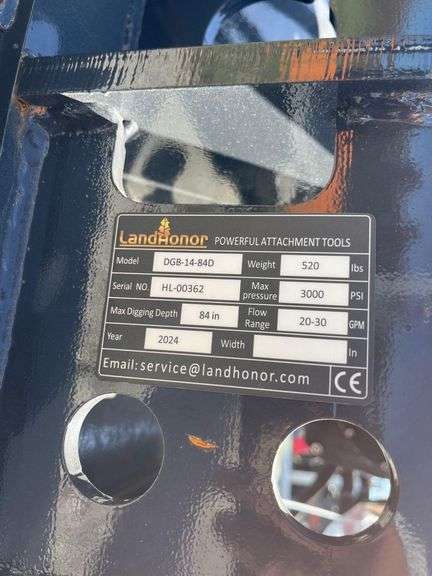 LANDHONOR POWERFUL ATTACHMENT TOOLS
Model DGB-14-84D Weight 520 lbs
Serial NO. HL-00362 Max pressure 3000 PSI
Max Digging Depth 84 in Flow Range 20-30 GPM
Year 2024 Width In
Email: service@landhonor.com CE